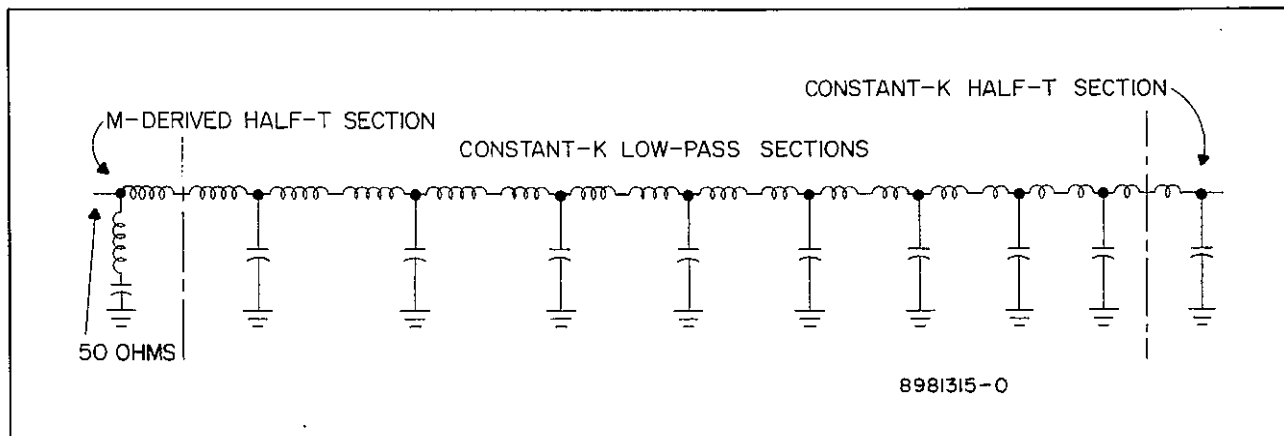 CONSTANT-K HALF-T SECTION
M-DERIVED HALF-T SECTION
CONSTANT-K LOW-PASS SECTIONS
50 OHMS
8981315-0